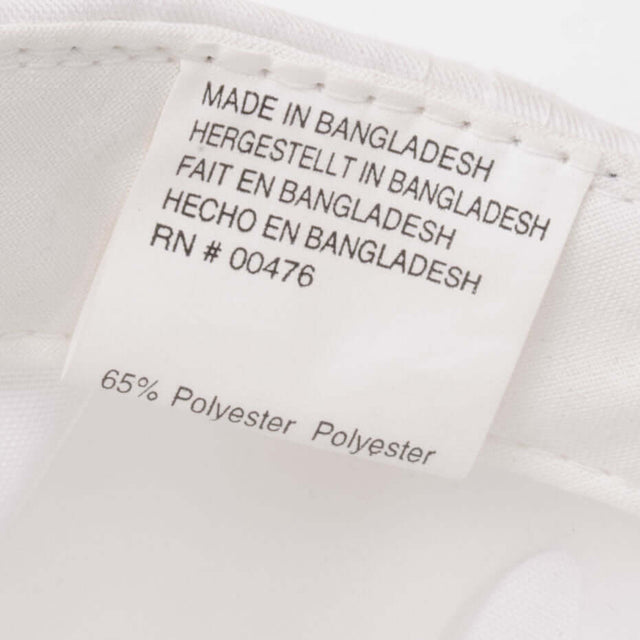 MADE IN BANGLADESH
HERGESTELLT IN BANGLADESH
FAIT EN BANGLADESH
HECHO EN BANGLADESH
RN # 00476
65% Polyester Polyester